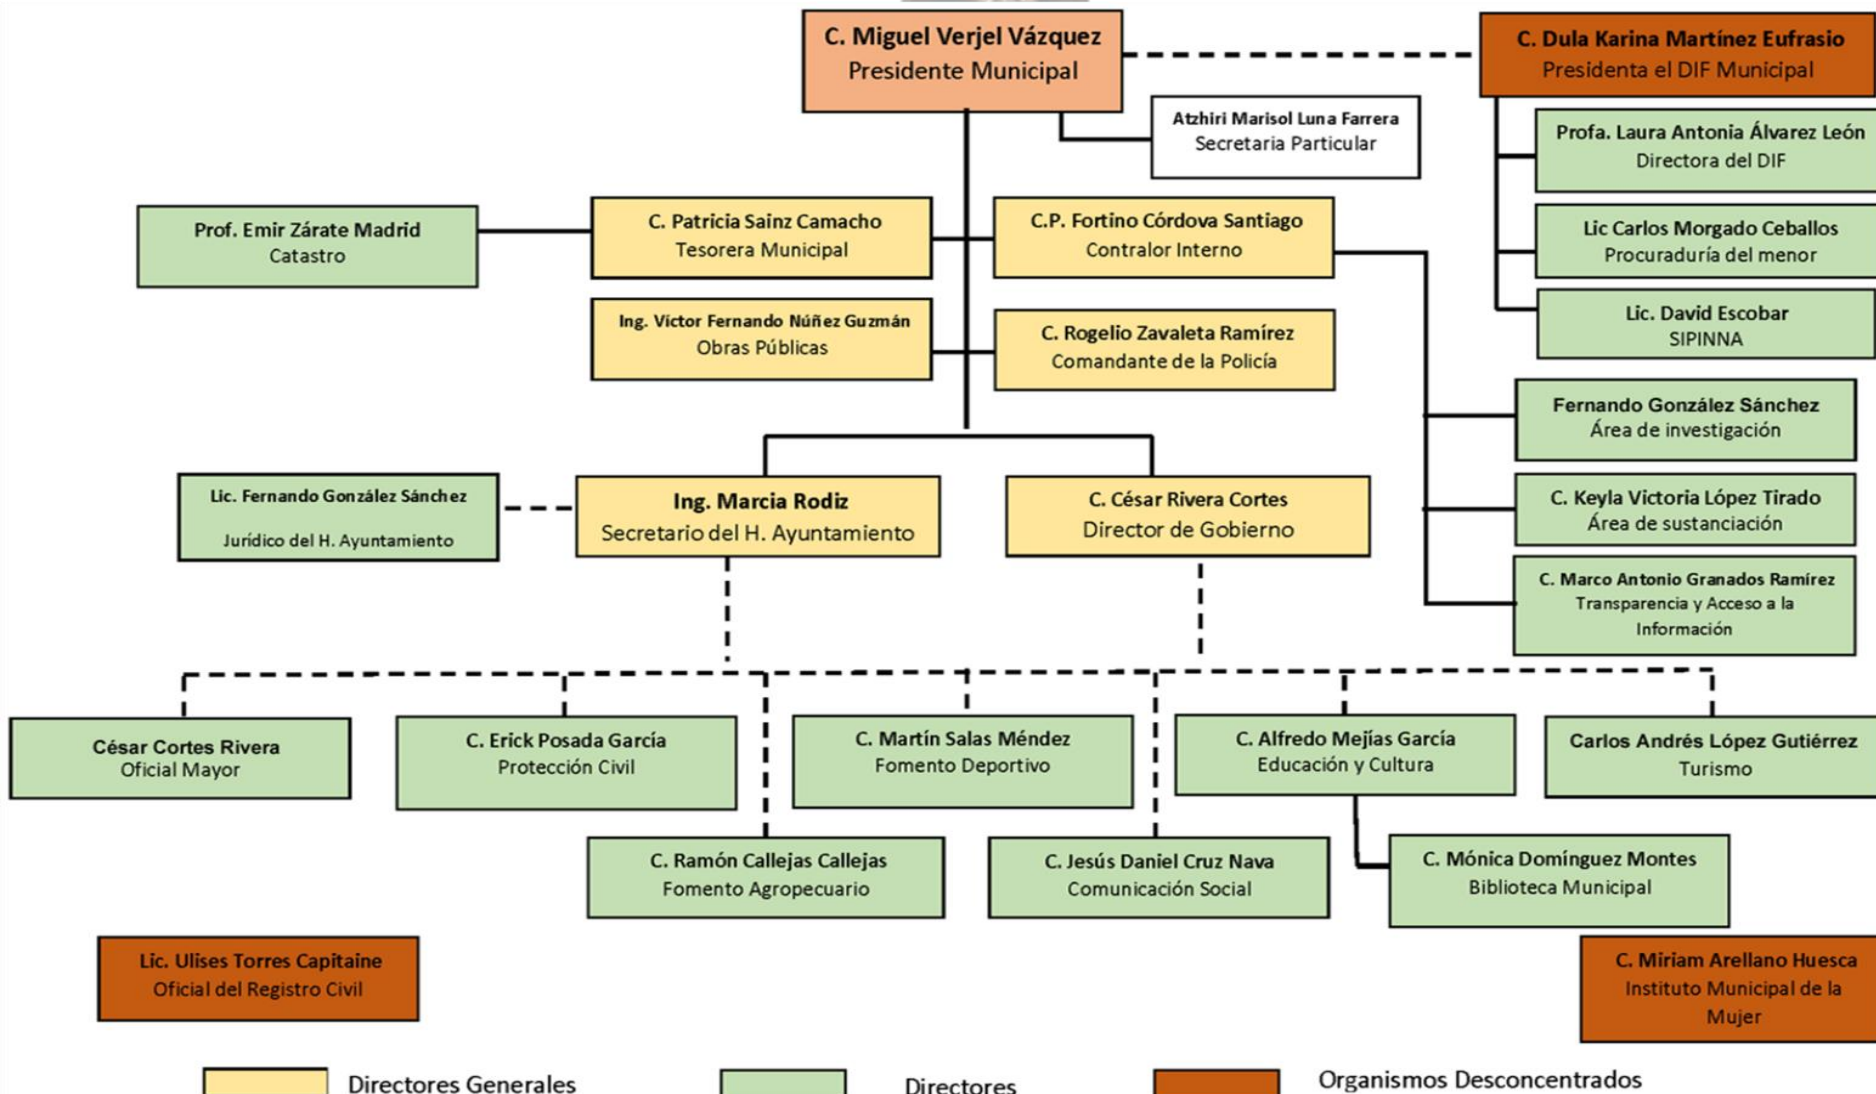 C. Miguel Verjel Vázquez
Presidente Municipal
C. Dula Karina Martínez Eufrasio
Presidenta el DIF Municipal
Atzhiri Marisol Luna Farrera
Secretaria Particular
Profa. Laura Antonia Álvarez León
Directora del DIF
Prof. Emir Zárate Madrid
Catastro
C. Patricia Sainz Camacho
Tesorera Municipal
C.P. Fortino Córdova Santiago
Contralor Interno
Lic Carlos Morgado Ceballos
Procuraduría del menor
Ing. Víctor Fernando Núñez Guzmán
Obras Públicas
C. Rogelio Zavaleta Ramírez
Comandante de la Policía
Lic. David Escobar
SIPINNA
Fernando González Sánchez
Área de investigación
Lic. Fernando González Sánchez
Jurídico del H. Ayuntamiento
Ing. Marcia Rodiz
Secretario del H. Ayuntamiento
C. César Rivera Cortes
Director de Gobierno
C. Keyla Victoria López Tirado
Área de sustanciación
C. Marco Antonio Granados Ramírez
Transparencia y Acceso a la
Información
César Cortes Rivera
Oficial Mayor
C. Erick Posada García
Protección Civil
C. Martín Salas Méndez
Fomento Deportivo
C. Alfredo Mejías García
Educación y Cultura
Carlos Andrés López Gutiérrez
Turismo
C. Ramón Callejas Callejas
Fomento Agropecuario
C. Jesús Daniel Cruz Nava
Comunicación Social
C. Mónica Domínguez Montes
Biblioteca Municipal
Lic. Ulises Torres Capitaine
Oficial del Registro Civil
C. Miriam Arellano Huesca
Instituto Municipal de la
Mujer
Directores Generales
Directores
Organismos Desconcentrados